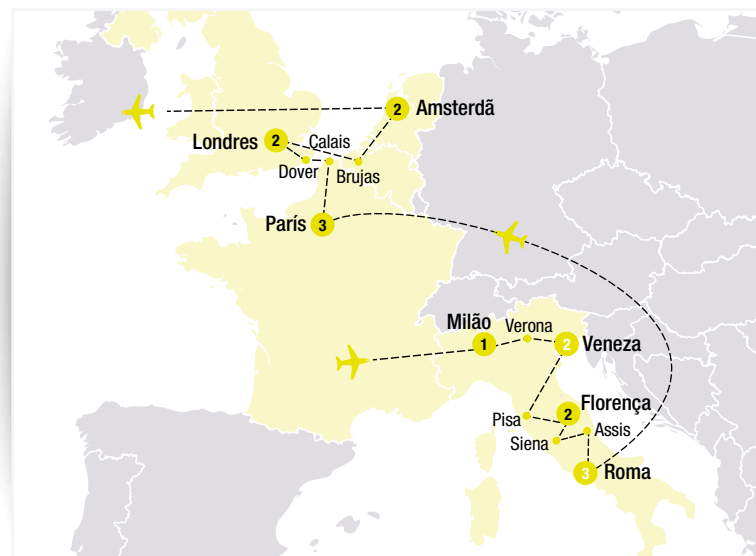 2 Amsterdã
Londres 2
Calais
Dover
Brujas
París 3
Milão
1
Verona
2 Veneza
Florença
2
Pisa
Assis
Siena
3 Roma